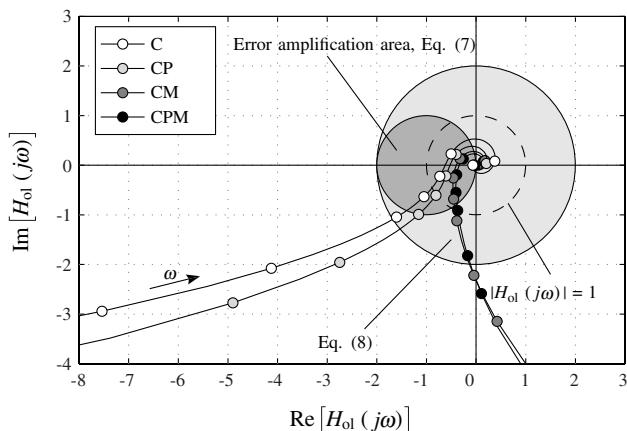 3
2
1
0
-1
-2
-3
-4
-8
-7
-6
-5
-4
-3
-2
-1
0
1
2
3
Im [H_ol ( jω)]
Re [H_ol ( jω)]
C
CP
CM
CPM
Error amplification area, Eq. (7)
ω
|H_ol ( jω)| = 1
Eq. (8)